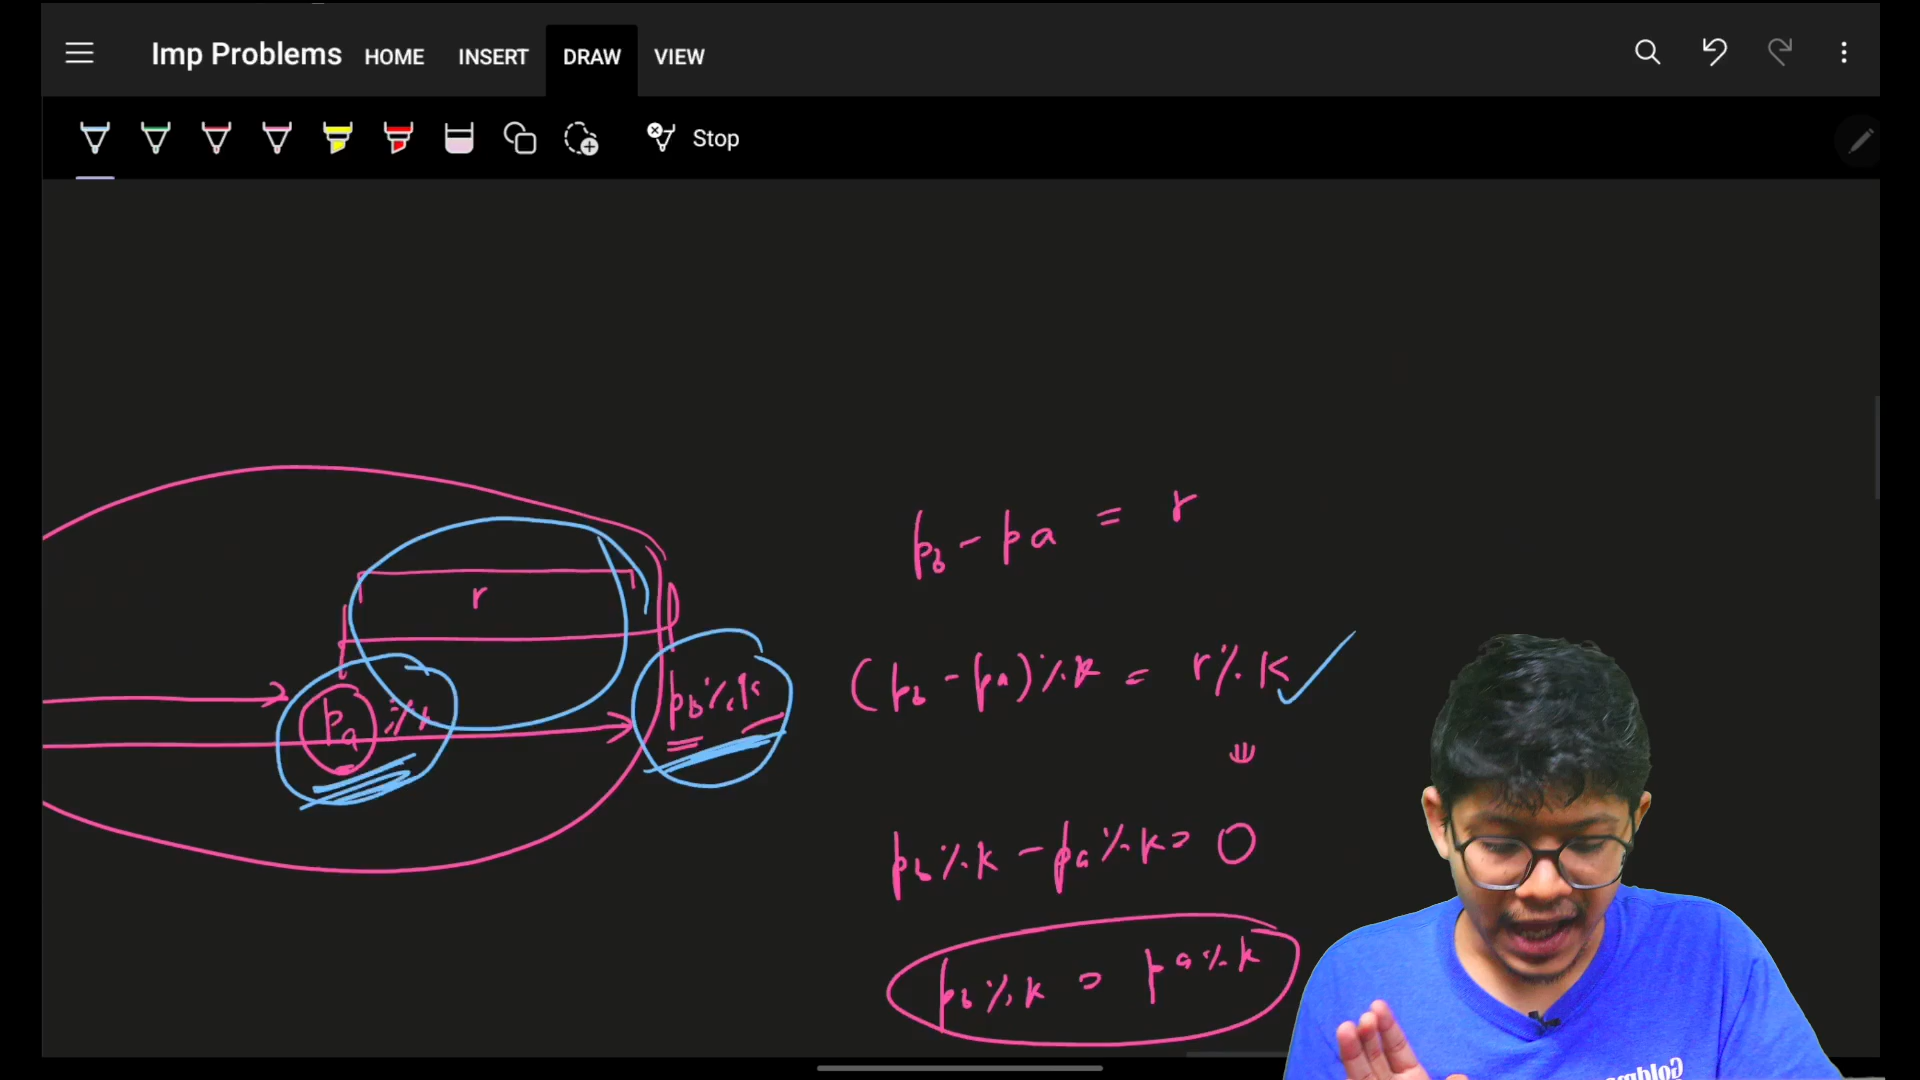 Imp Problems HOME INSERT DRAW VIEW
Stop
r
pa % k
pb % k
pb - pa = r
(pb - pa) % k = r % k
pb % k - pa % k = 0
pb % k = pa % k